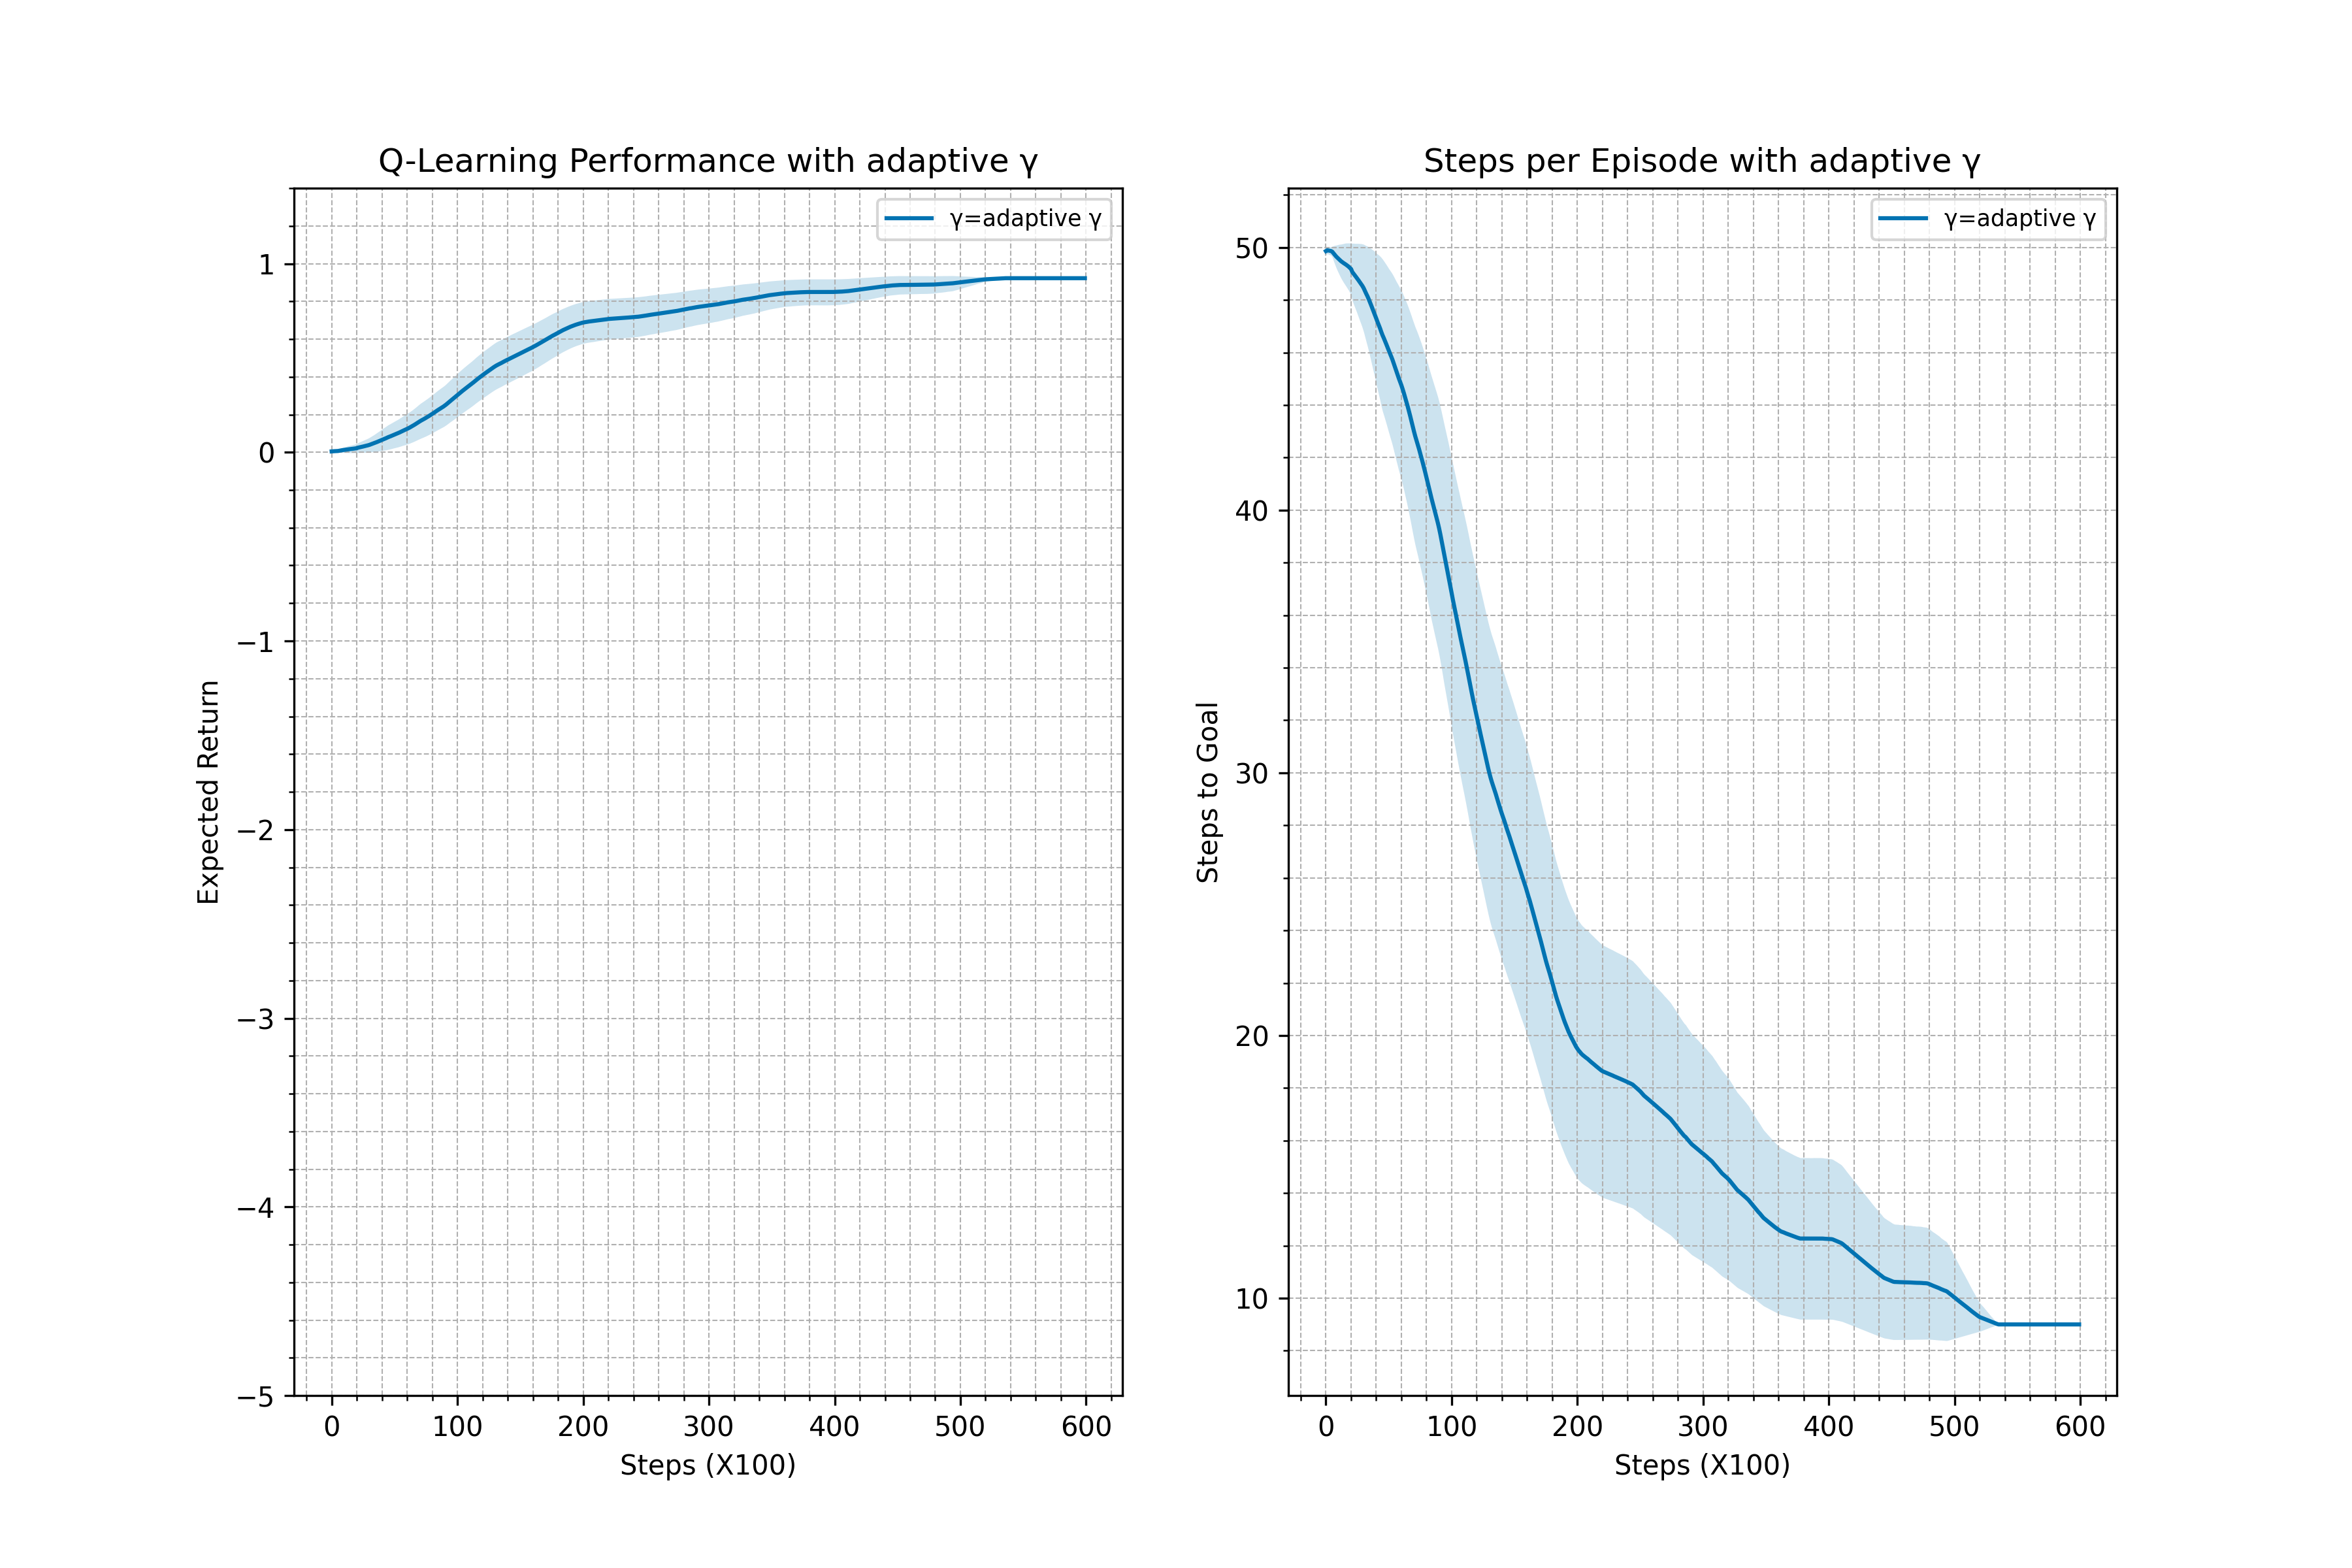 Q-Learning Performance with adaptive γ
γ=adaptive γ
1
0
−1
−2
−3
−4
−5
Expected Return
0 100 200 300 400 500 600
Steps (X100)
Steps per Episode with adaptive γ
γ=adaptive γ
50
40
30
20
10
Steps to Goal
0 100 200 300 400 500 600
Steps (X100)